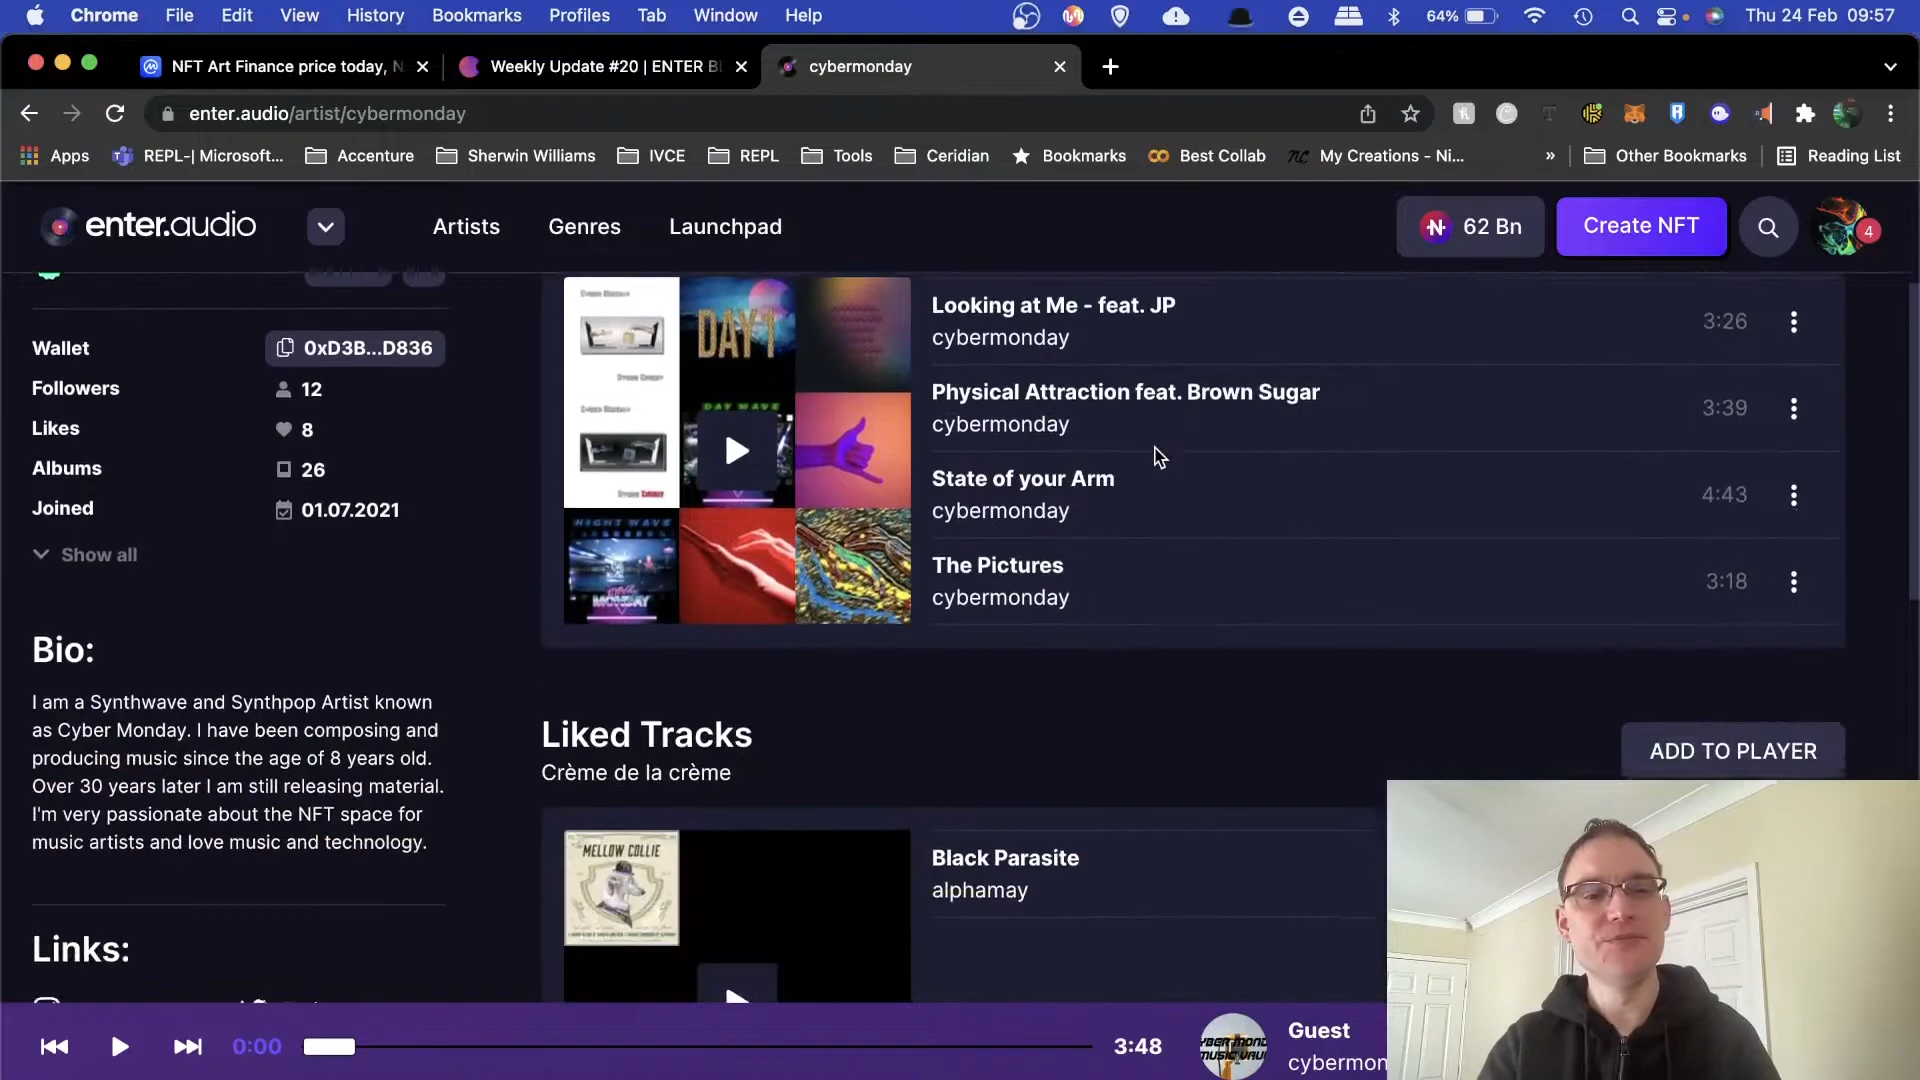 Chrome File Edit View History Bookmarks Profiles Tab Window Help 64% Thu 24 Feb 09:57
NFT Art Finance price today, N Weekly Update #20 | ENTER B cybermonday
enter.audio/artist/cybermonday
Apps REPL-| Microsoft... Accenture Sherwin Williams IVCE REPL Tools Ceridian Bookmarks Best Collab My Creations - Ni... » Other Bookmarks Reading List
enter.audio Artists Genres Launchpad 62 Bn Create NFT 4
Wallet 0xD3B...D836
Followers 12
Likes 8
Albums 26
Joined 01.07.2021
Show all
Bio:
I am a Synthwave and Synthpop Artist known
as Cyber Monday. I have been composing and
producing music since the age of 8 years old.
Over 30 years later I am still releasing material.
I'm very passionate about the NFT space for
music artists and love music and technology.
Links:
DAY 1
DAY WAVE
NIGHT WAVE
MONDAY
Looking at Me - feat. JP 3:26
cybermonday
Physical Attraction feat. Brown Sugar 3:39
cybermonday
State of your Arm 4:43
cybermonday
The Pictures 3:18
cybermonday
Liked Tracks
Crème de la crème
ADD TO PLAYER
MELLOW COLLIE
Black Parasite
alphamay
0:00 3:48
Guest
cybermon